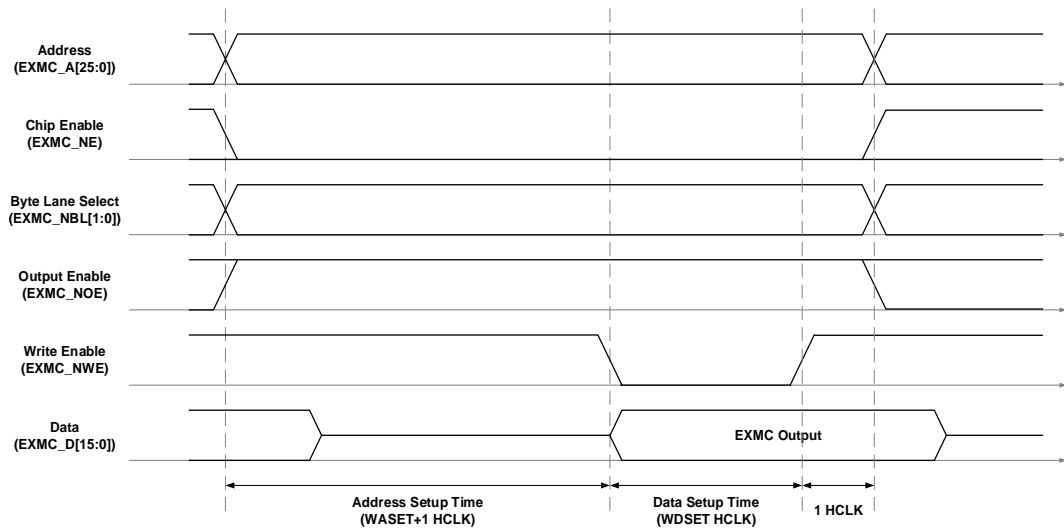 Address
(EXMC_A[25:0])
Chip Enable
(EXMC_NE)
Byte Lane Select
(EXMC_NBL[1:0])
Output Enable
(EXMC_NOE)
Write Enable
(EXMC_NWE)
Data
(EXMC_D[15:0])
EXMC Output
Address Setup Time
(WASET+1 HCLK)
Data Setup Time
(WDSET HCLK)
1 HCLK